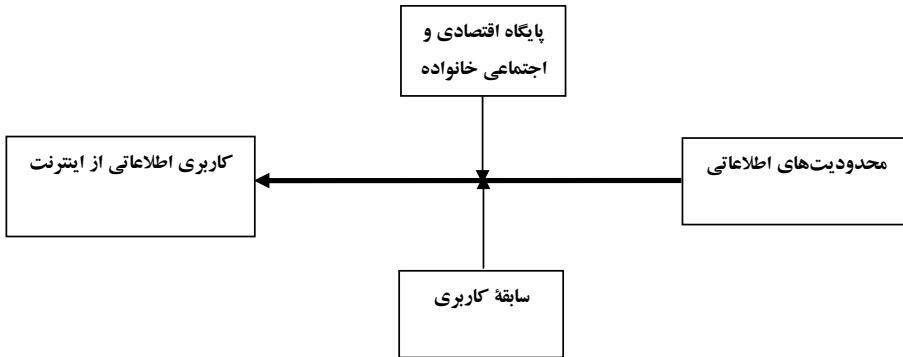 پایگاه اقتصادی و
اجتماعی خانواده
محدودیت‌های اطلاعاتی
کاربری اطلاعاتی از اینترنت
سابقۀ کاربری